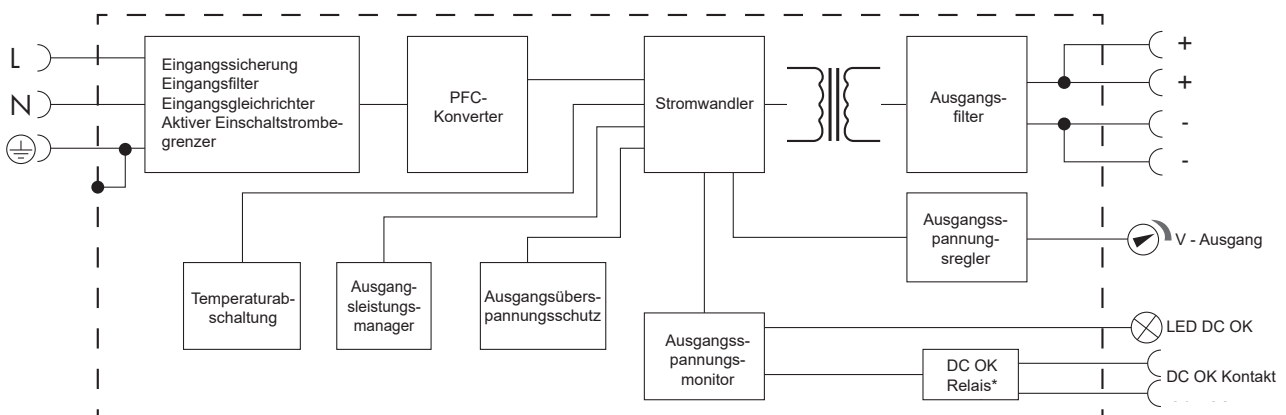 L
N
Eingangssicherung
Eingangsfilter
Eingangsgleichrichter
Aktiver Einschaltstrombe-
grenzer
PFC-
Konverter
Stromwandler
Ausgangs-
filter
+
+
-
-
Ausgangss-
pannung-
sregler
V - Ausgang
Temperaturab-
schaltung
Ausgang-
sleistungs-
manager
Ausgangsübers-
pannungsschutz
Ausgangss-
pannungs-
monitor
LED DC OK
DC OK
Relais*
DC OK Kontakt